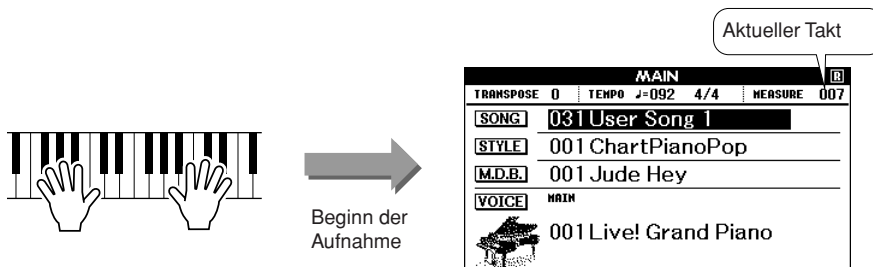 Aktueller Takt
MAIN R
TRANSPOSE 0 TEMPO ♩=092 4/4 MEASURE 007
SONG 031 User Song 1
STYLE 001 ChartPianoPop
M.D.B. 001 Jude Hey
VOICE MAIN
001 Live! Grand Piano
Beginn der
Aufnahme